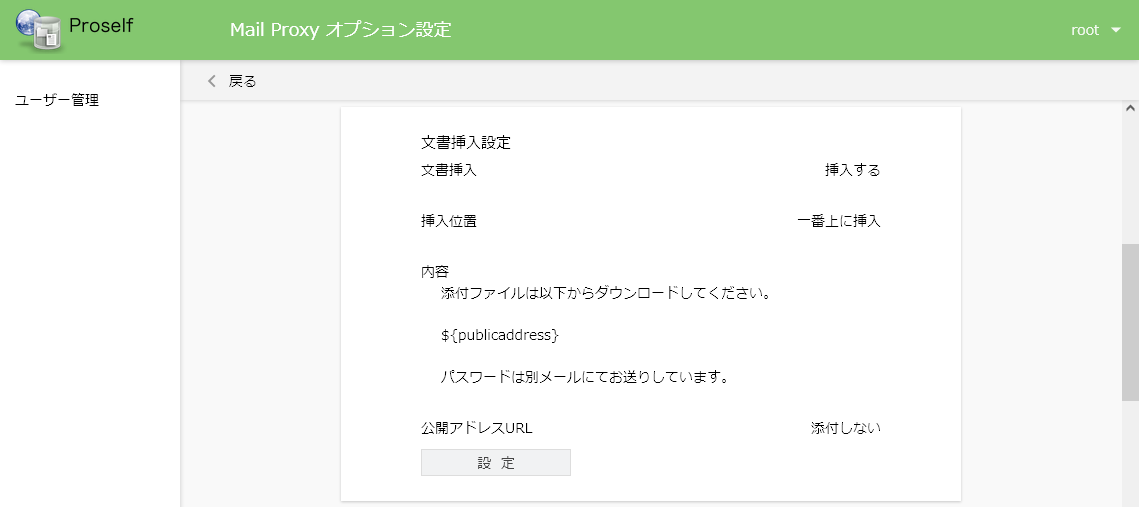 Proself
Mail Proxy オプション設定
root
戻る
ユーザー管理
文書挿入設定
文書挿入 挿入する
挿入位置 一番上に挿入
内容
添付ファイルは以下からダウンロードしてください。
${publicaddress}
パスワードは別メールにてお送りしています。
公開アドレスURL 添付しない
設 定